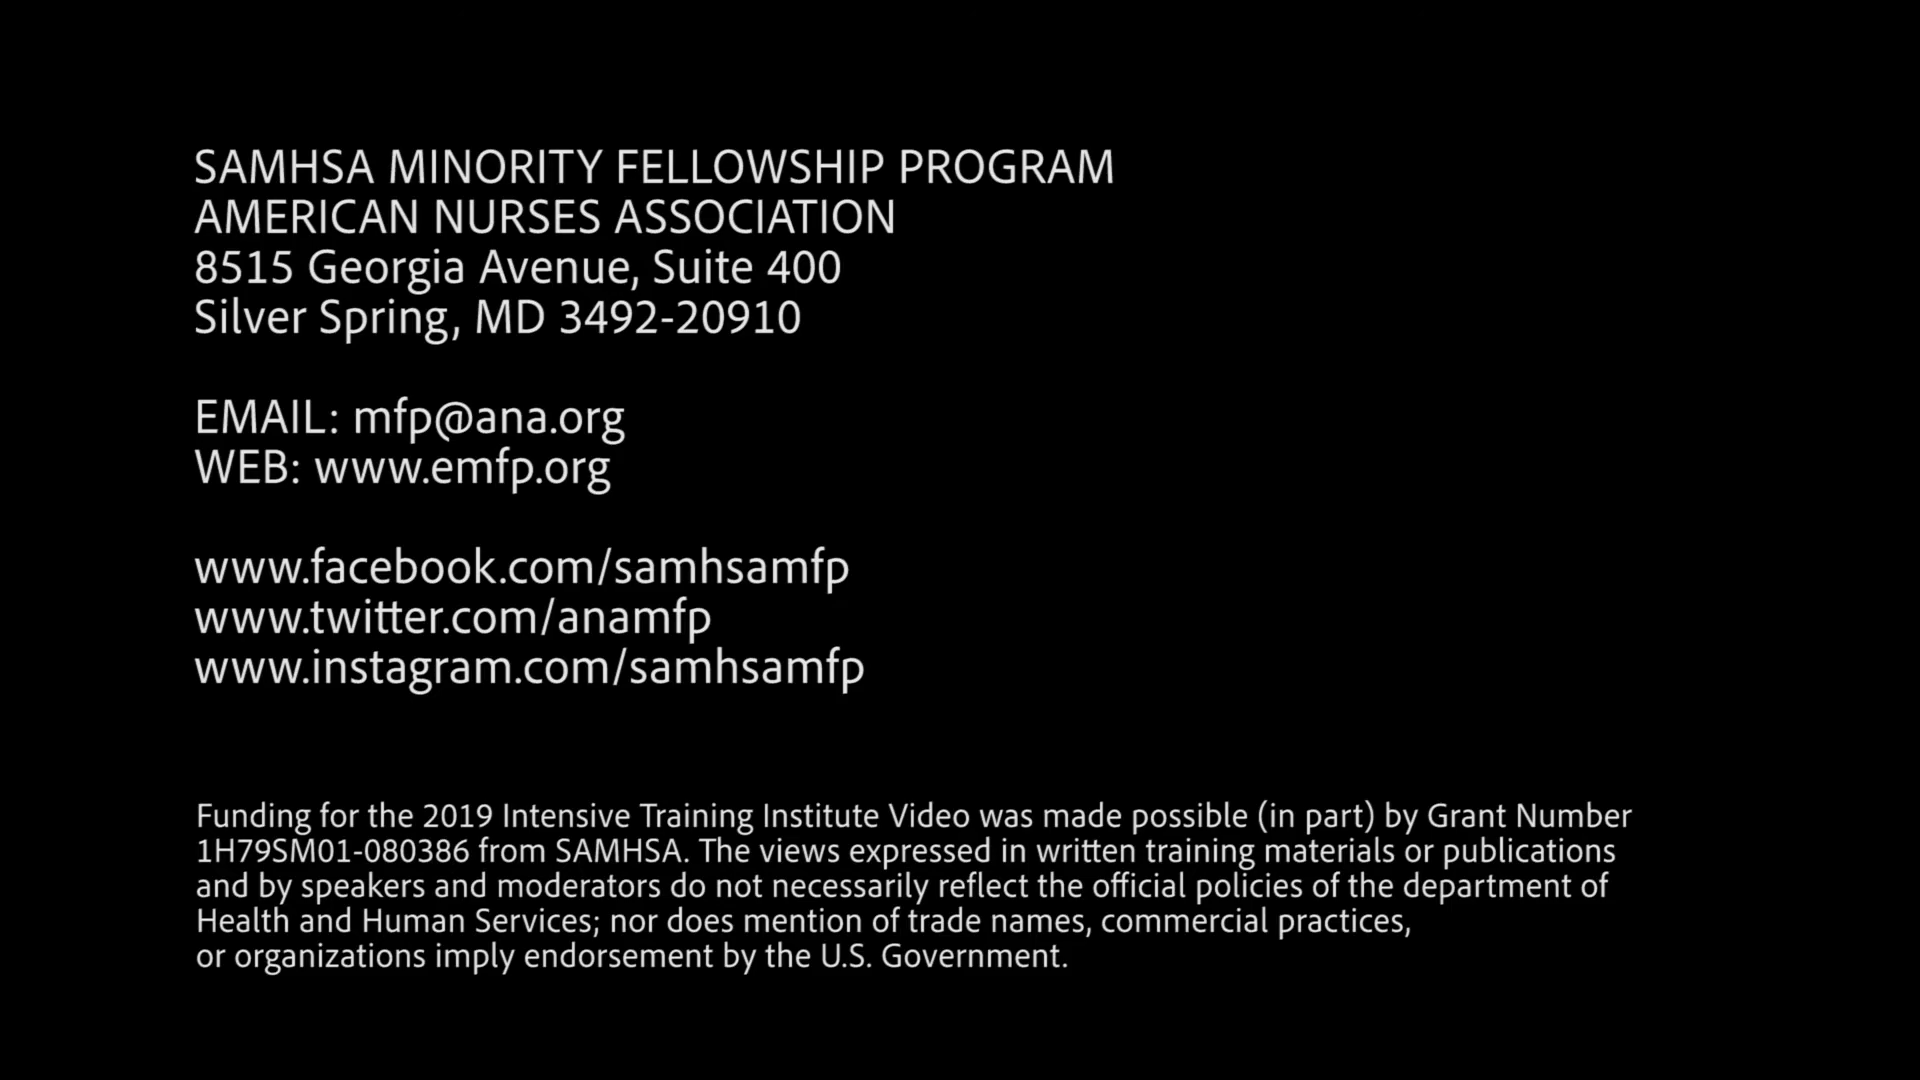 SAMHSA MINORITY FELLOWSHIP PROGRAM
AMERICAN NURSES ASSOCIATION
8515 Georgia Avenue, Suite 400
Silver Spring, MD 3492-20910
EMAIL: mfp@ana.org
WEB: www.emfp.org
www.facebook.com/samhsamfp
www.twitter.com/anamfp
www.instagram.com/samhsamfp
Funding for the 2019 Intensive Training Institute Video was made possible (in part) by Grant Number
1H79SM01-080386 from SAMHSA. The views expressed in written training materials or publications
and by speakers and moderators do not necessarily reflect the official policies of the department of
Health and Human Services; nor does mention of trade names, commercial practices,
or organizations imply endorsement by the U.S. Government.